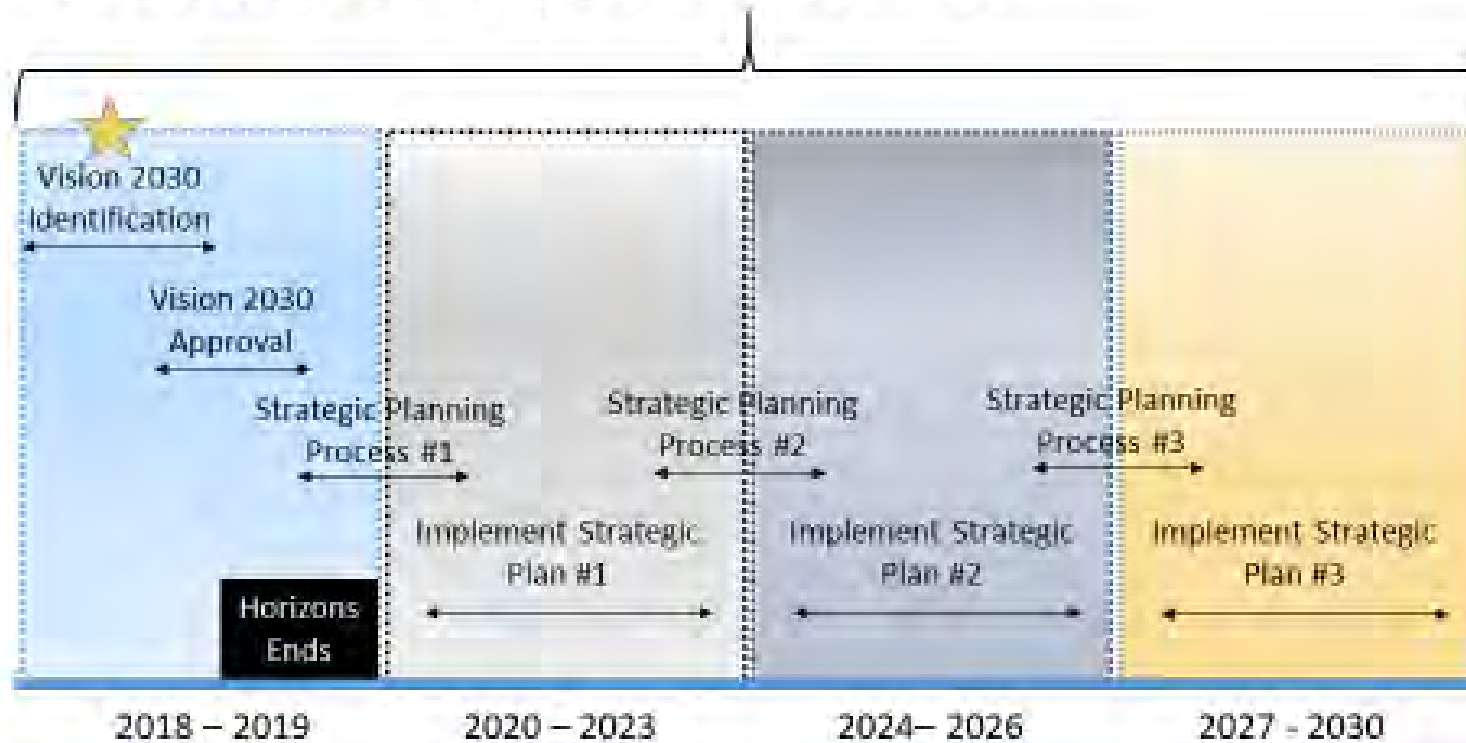 Vision 2030
Identification
Vision 2030
Approval
Strategic Planning
Process #1
Strategic Planning
Process #2
Strategic Planning
Process #3
Implement Strategic
Plan #1
Implement Strategic
Plan #2
Implement Strategic
Plan #3
Horizons
Ends
2018 – 2019
2020 – 2023
2024– 2026
2027 - 2030